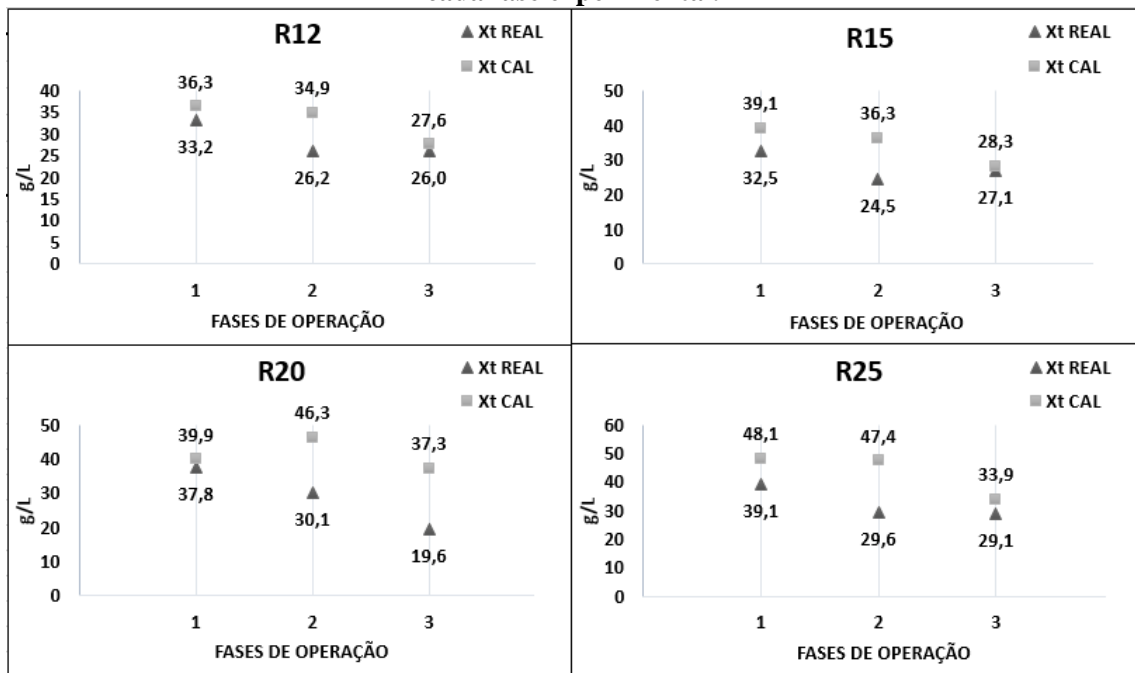 R12
▲ Xt REAL
■ Xt CAL
g/L
40
35
30
25
20
15
10
5
0
36,3
34,9
27,6
33,2
26,2
26,0
1 2 3
FASES DE OPERAÇÃO
R15
▲ Xt REAL
■ Xt CAL
g/L
50
40
30
20
10
0
39,1
36,3
28,3
32,5
24,5
27,1
1 2 3
FASES DE OPERAÇÃO
R20
▲ Xt REAL
■ Xt CAL
g/L
50
40
30
20
10
0
39,9
46,3
37,3
37,8
30,1
19,6
1 2 3
FASES DE OPERAÇÃO
R25
▲ Xt REAL
■ Xt CAL
g/L
60
50
40
30
20
10
0
48,1
47,4
33,9
39,1
29,6
29,1
1 2 3
FASES DE OPERAÇÃO